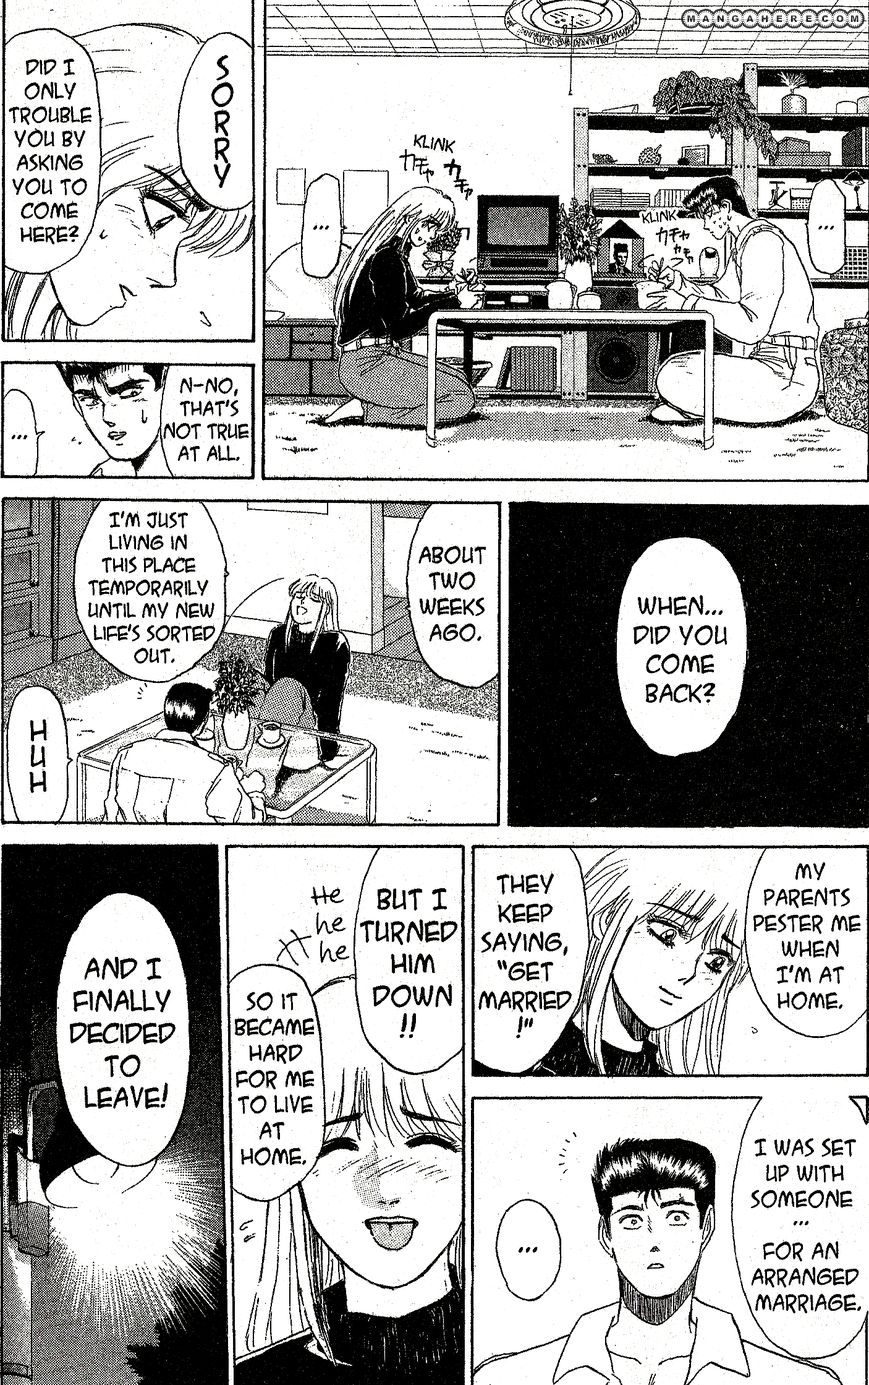 MANGAHERE.COM
KLINK
カチャ
カチャ
...
KLINK
カチャ
カチャ
...
SORRY
DID I
ONLY
TROUBLE
YOU BY
ASKING
YOU TO
COME
HERE?
N-NO,
THAT'S
NOT TRUE
AT ALL.
...
WHEN...
DID YOU
COME
BACK?
ABOUT
TWO
WEEKS
AGO.
I'M JUST
LIVING IN
THIS PLACE
TEMPORARILY
UNTIL MY NEW
LIFE'S SORTED
OUT.
HUH
MY
PARENTS
PESTER ME
WHEN
I'M AT
HOME.
THEY
KEEP
SAYING,
"GET
MARRIED
!"
I WAS SET
UP WITH
SOMEONE
...
FOR AN
ARRANGED
MARRIAGE.
...
BUT I
TURNED
HIM
DOWN
!!
He
he
he
SO IT
BECAME
HARD
FOR ME
TO LIVE
AT
HOME.
AND I
FINALLY
DECIDED
TO
LEAVE!